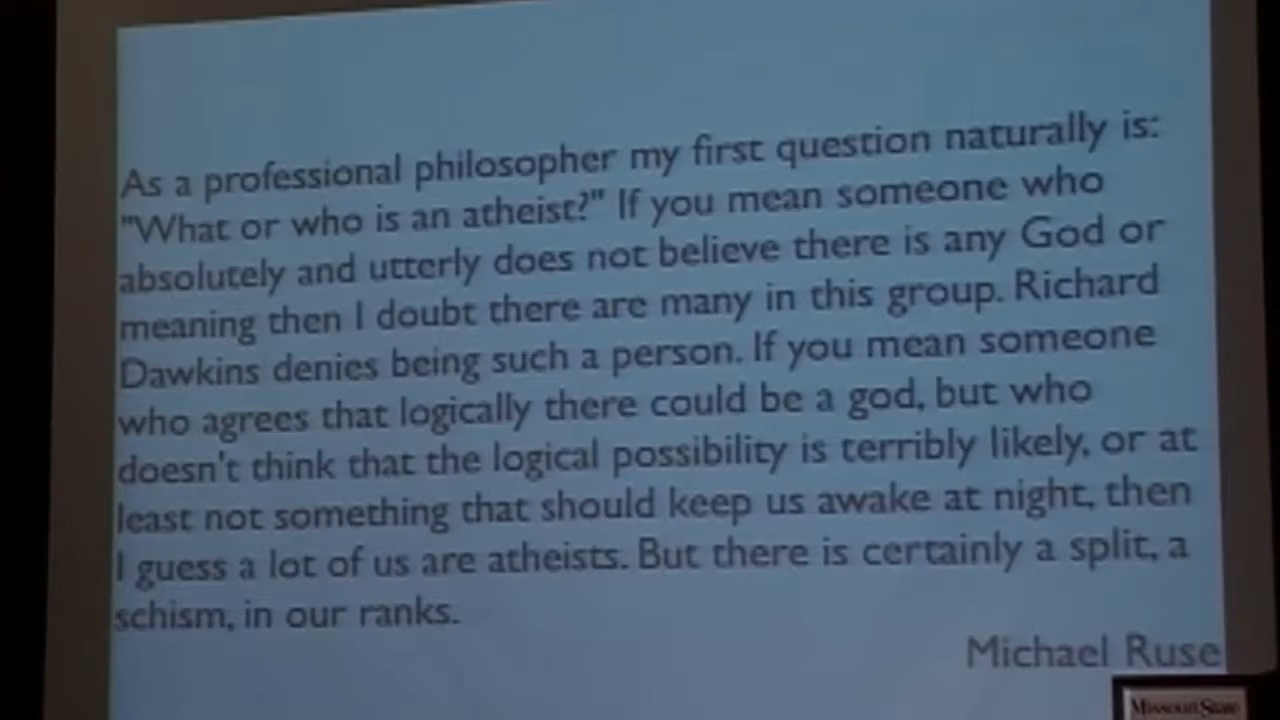 As a professional philosopher my first question naturally is:
"What or who is an atheist?" If you mean someone who
absolutely and utterly does not believe there is any God or
meaning then I doubt there are many in this group. Richard
Dawkins denies being such a person. If you mean someone
who agrees that logically there could be a god, but who
doesn't think that the logical possibility is terribly likely, or at
least not something that should keep us awake at night, then
I guess a lot of us are atheists. But there is certainly a split, a
schism, in our ranks.
Michael Ruse
Missouri State